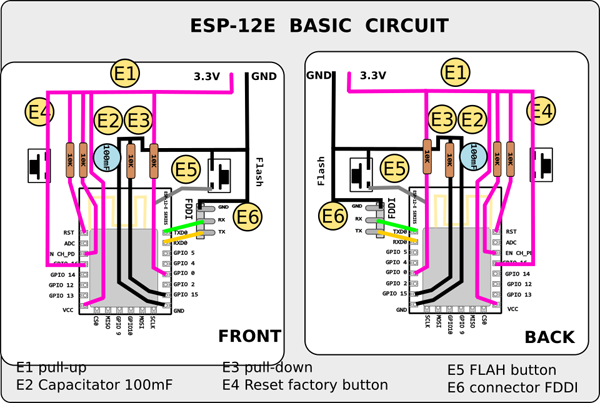 ESP-12E BASIC CIRCUIT
E1
3.3V
GND
E4
E2
E3
10K
10K
100mF
10K
10K
E5
Flash
FDDI
E6
GND
RX
TX
ESP-12-E SERIES
RST
ADC
N CH_PD
GPIO 14
GPIO 12
GPIO 13
VCC
TXD0
RXD0
GPIO 5
GPIO 4
GPIO 0
GPIO 2
GPIO 15
GND
CS0
MISO
GPIO 9
GPIO10
MOSI
SCLK
FRONT
GND
3.3V
E1
E3
E2
E4
10K
10K
100mF
10K
10K
Flash
E5
E6
FDDI
GND
RX
TX
TXD0
RXD0
GPIO 5
GPIO 4
GPIO 0
GPIO 2
GPIO 15
GND
RST
ADC
EN CH_PD
GPIO 14
GPIO 12
GPIO 13
VCC
SCLK
MOSI
GPIO10
GPIO 9
MISO
CS0
BACK
E1 pull-up
E2 Capacitator 100mF
E3 pull-down
E4 Reset factory button
E5 FLAH button
E6 connector FDDI